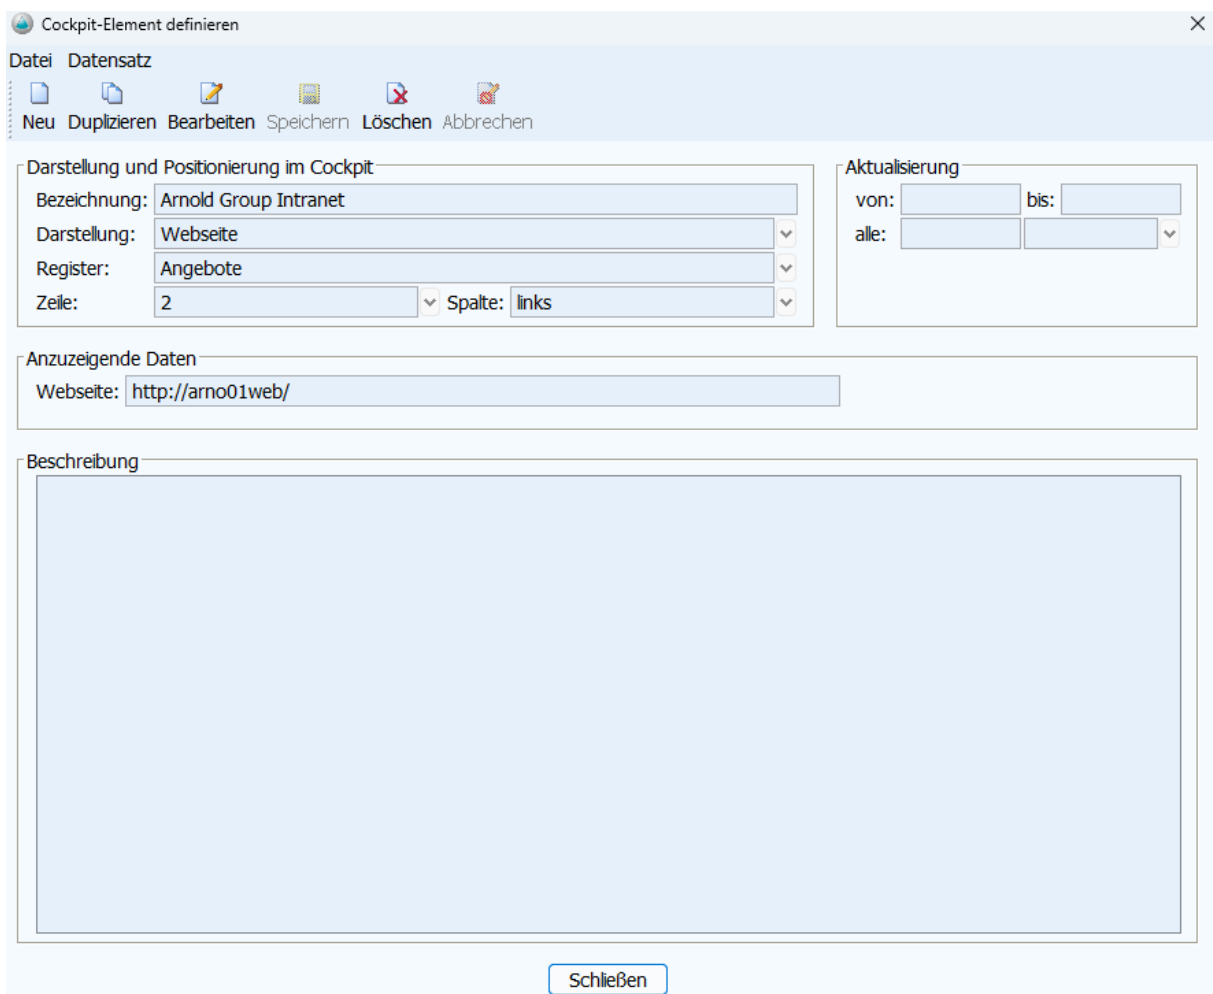 Cockpit-Element definieren
Datei Datensatz
Neu Duplizieren Bearbeiten Speichern Löschen Abbrechen
Darstellung und Positionierung im Cockpit
Bezeichnung: Arnold Group Intranet
Darstellung: Webseite
Register: Angebote
Zeile: 2 Spalte: links
Aktualisierung
von: bis:
alle:
Anzuzeigende Daten
Webseite: http://arno01web/
Beschreibung
Schließen